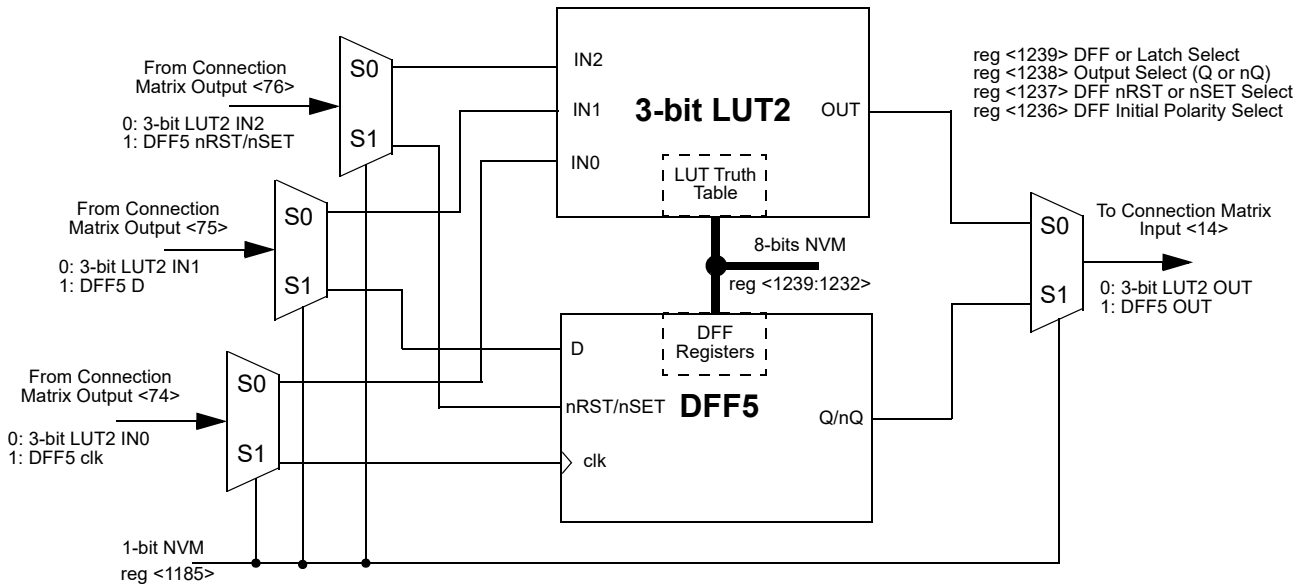 From Connection
Matrix Output <76>
0: 3-bit LUT2 IN2
1: DFF5 nRST/nSET
S0
S1
From Connection
Matrix Output <75>
0: 3-bit LUT2 IN1
1: DFF5 D
S0
S1
From Connection
Matrix Output <74>
0: 3-bit LUT2 IN0
1: DFF5 clk
S0
S1
1-bit NVM
reg <1185>
IN2
IN1
IN0
3-bit LUT2
OUT
LUT Truth
Table
8-bits NVM
reg <1239:1232>
DFF
Registers
D
nRST/nSET
DFF5
clk
Q/nQ
reg <1239> DFF or Latch Select
reg <1238> Output Select (Q or nQ)
reg <1237> DFF nRST or nSET Select
reg <1236> DFF Initial Polarity Select
S0
S1
To Connection Matrix
Input <14>
0: 3-bit LUT2 OUT
1: DFF5 OUT